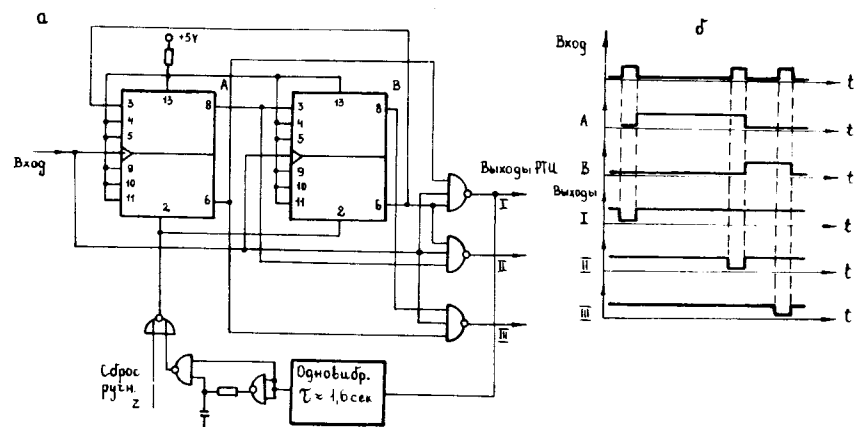 а
+5V
A
B
13
3
4
5
9
10
11
8
6
2
Вход
13
3
4
5
9
10
11
8
6
2
Выходы РТЦ
I
II
III
Сброс
ручн.
Одновибр.
τ ≈ 1,6 сек
б
Вход
t
A
t
B
t
Выходы
I
t
II
t
III
t